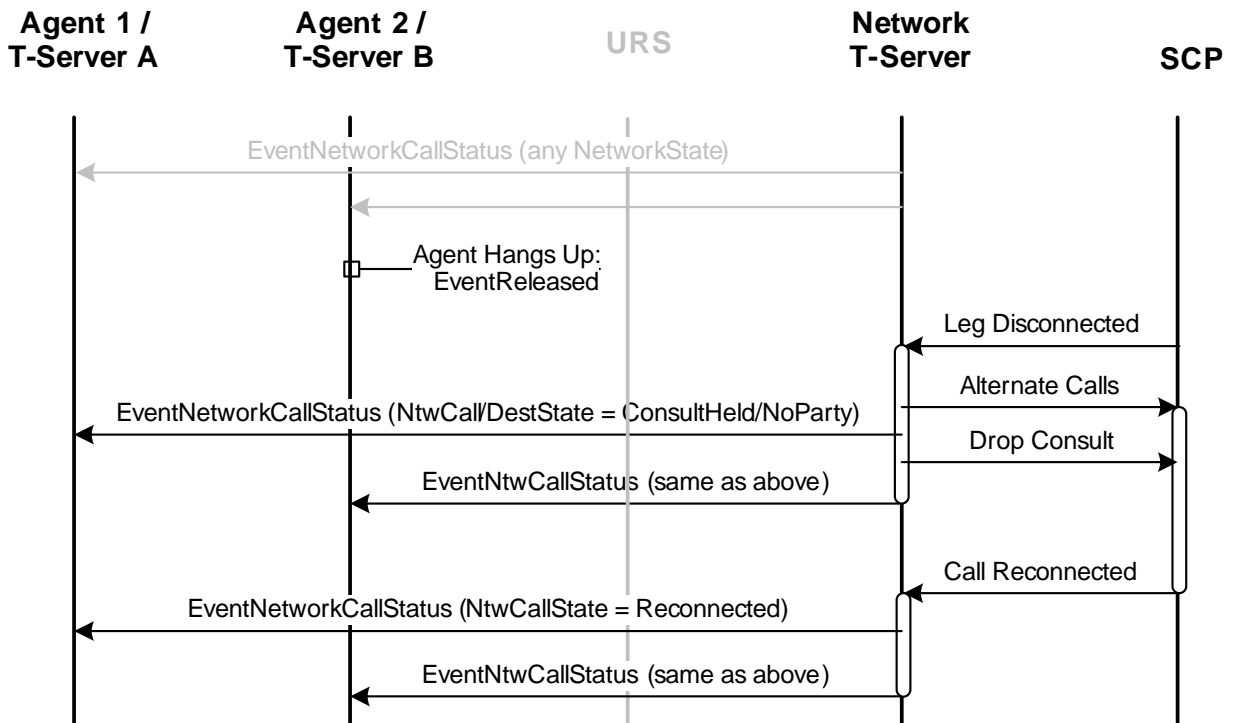 Agent 1 /
T-Server A
Agent 2 /
T-Server B
URS
Network
T-Server
SCP
EventNetworkCallStatus (any NetworkState)
Agent Hangs Up:
EventReleased
Leg Disconnected
Alternate Calls
EventNetworkCallStatus (NtwCall/DestState = ConsultHeld/NoParty)
Drop Consult
EventNtwCallStatus (same as above)
Call Reconnected
EventNetworkCallStatus (NtwCallState = Reconnected)
EventNtwCallStatus (same as above)